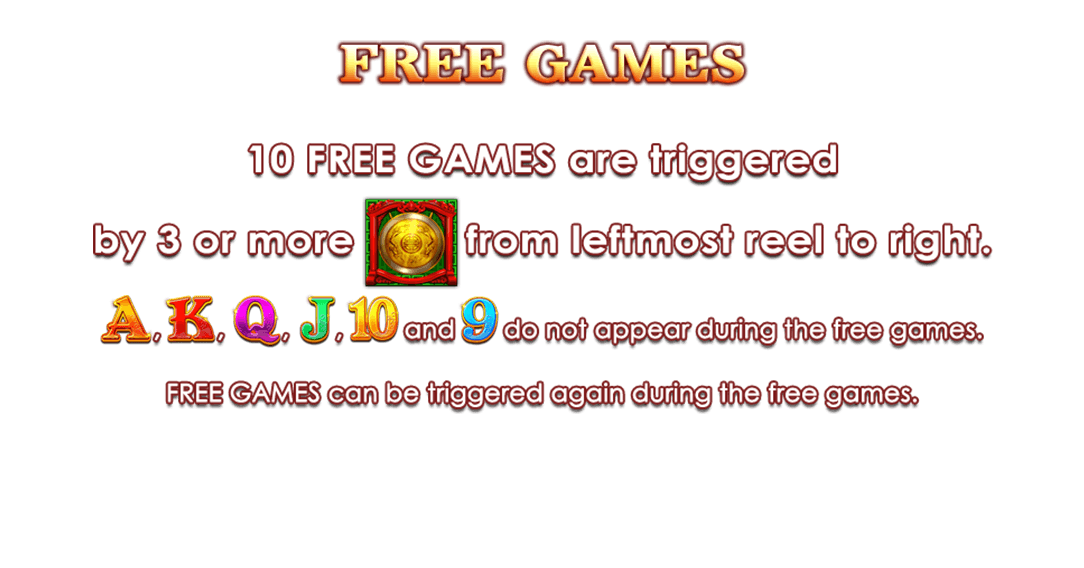 FREE GAMES
10 FREE GAMES are triggered
by 3 or more from leftmost reel to right.
A, K, Q, J, 10 and 9 do not appear during the free games.
FREE GAMES can be triggered again during the free games.